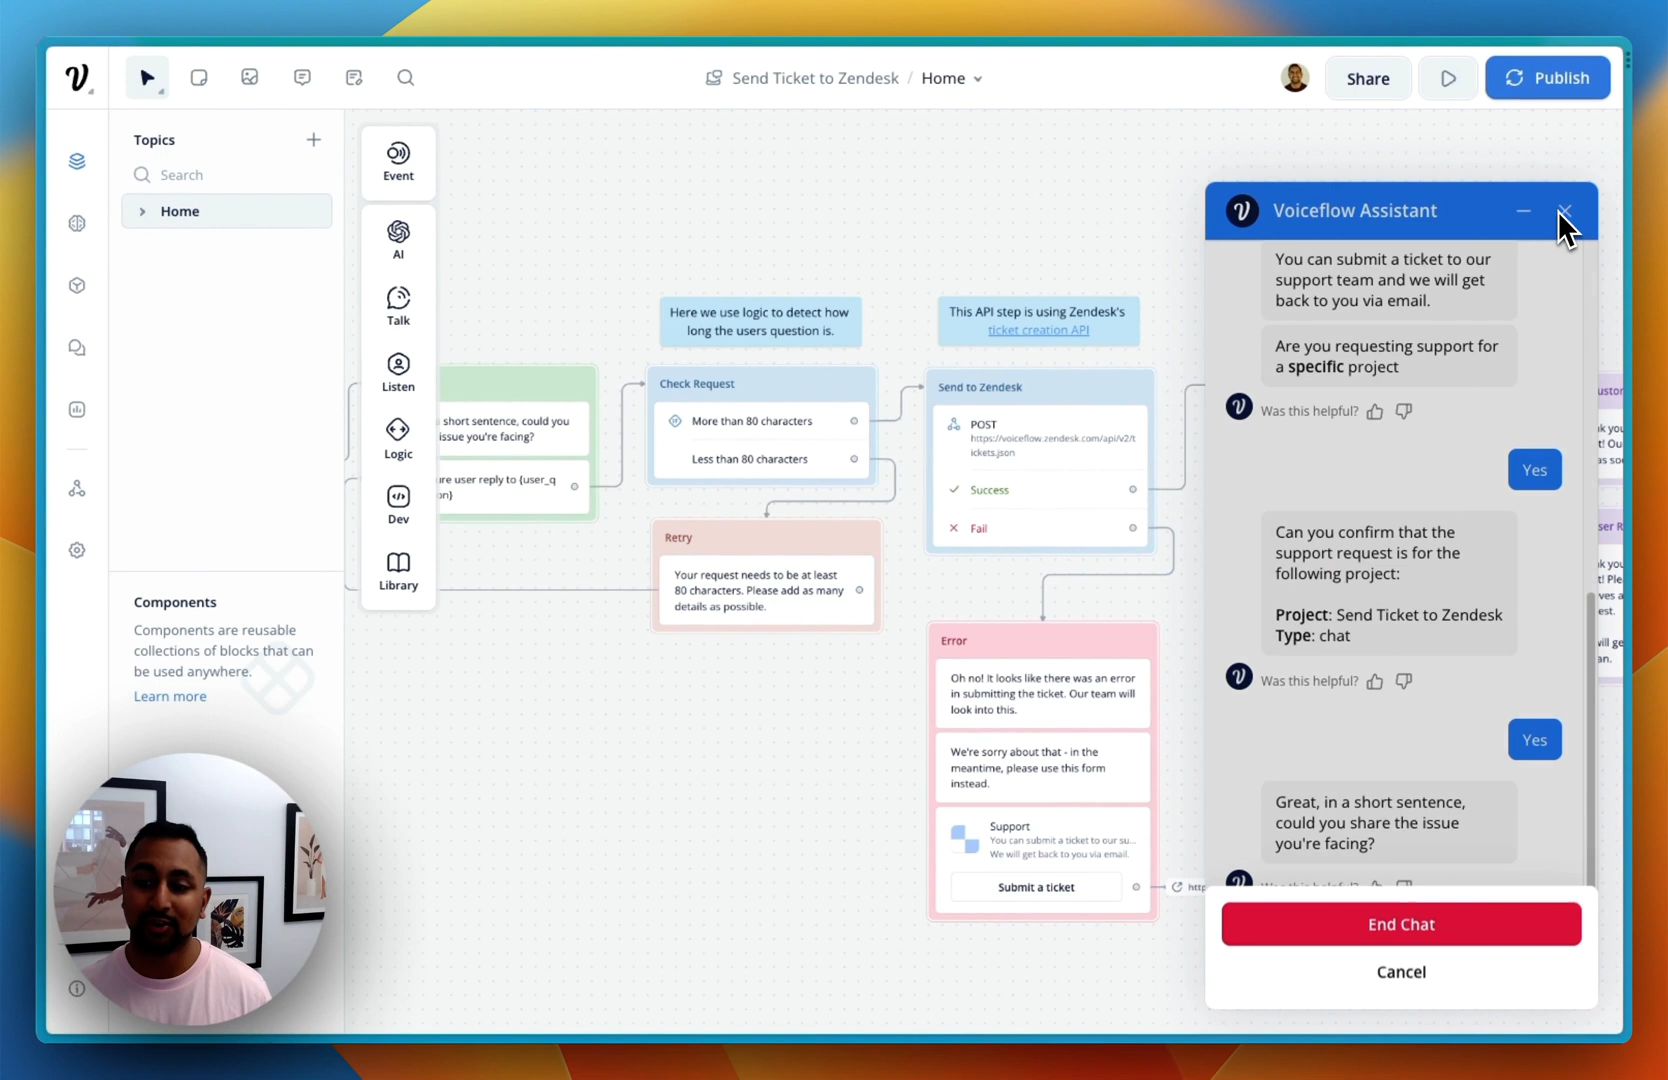 Send Ticket to Zendesk / Home
Share
Publish
Topics
Search
Home
Event
AI
Talk
Listen
Logic
Dev
Library
Components
Components are reusable
collections of blocks that can
be used anywhere.
Learn more
short sentence, could you
issue you're facing?
user reply to {user_q
on}
Here we use logic to detect how
long the users question is.
Check Request
More than 80 characters
Less than 80 characters
Retry
Your request needs to be at least
80 characters. Please add as many
details as possible.
This API step is using Zendesk's
ticket creation API
Send to Zendesk
POST
https://voiceflow.zendesk.com/api/v2/t
ickets.json
Success
Fail
Error
Oh no! It looks like there was an error
in submitting the ticket. Our team will
look into this.
We're sorry about that - in the
meantime, please use this form
instead.
Support
You can submit a ticket to our su...
We will get back to you via email.
Submit a ticket
http
Voiceflow Assistant
You can submit a ticket to our
support team and we will get
back to you via email.
Are you requesting support for
a specific project
Was this helpful?
Yes
Can you confirm that the
support request is for the
following project:
Project: Send Ticket to Zendesk
Type: chat
Was this helpful?
Yes
Great, in a short sentence,
could you share the issue
you're facing?
Was this helpful?
End Chat
Cancel